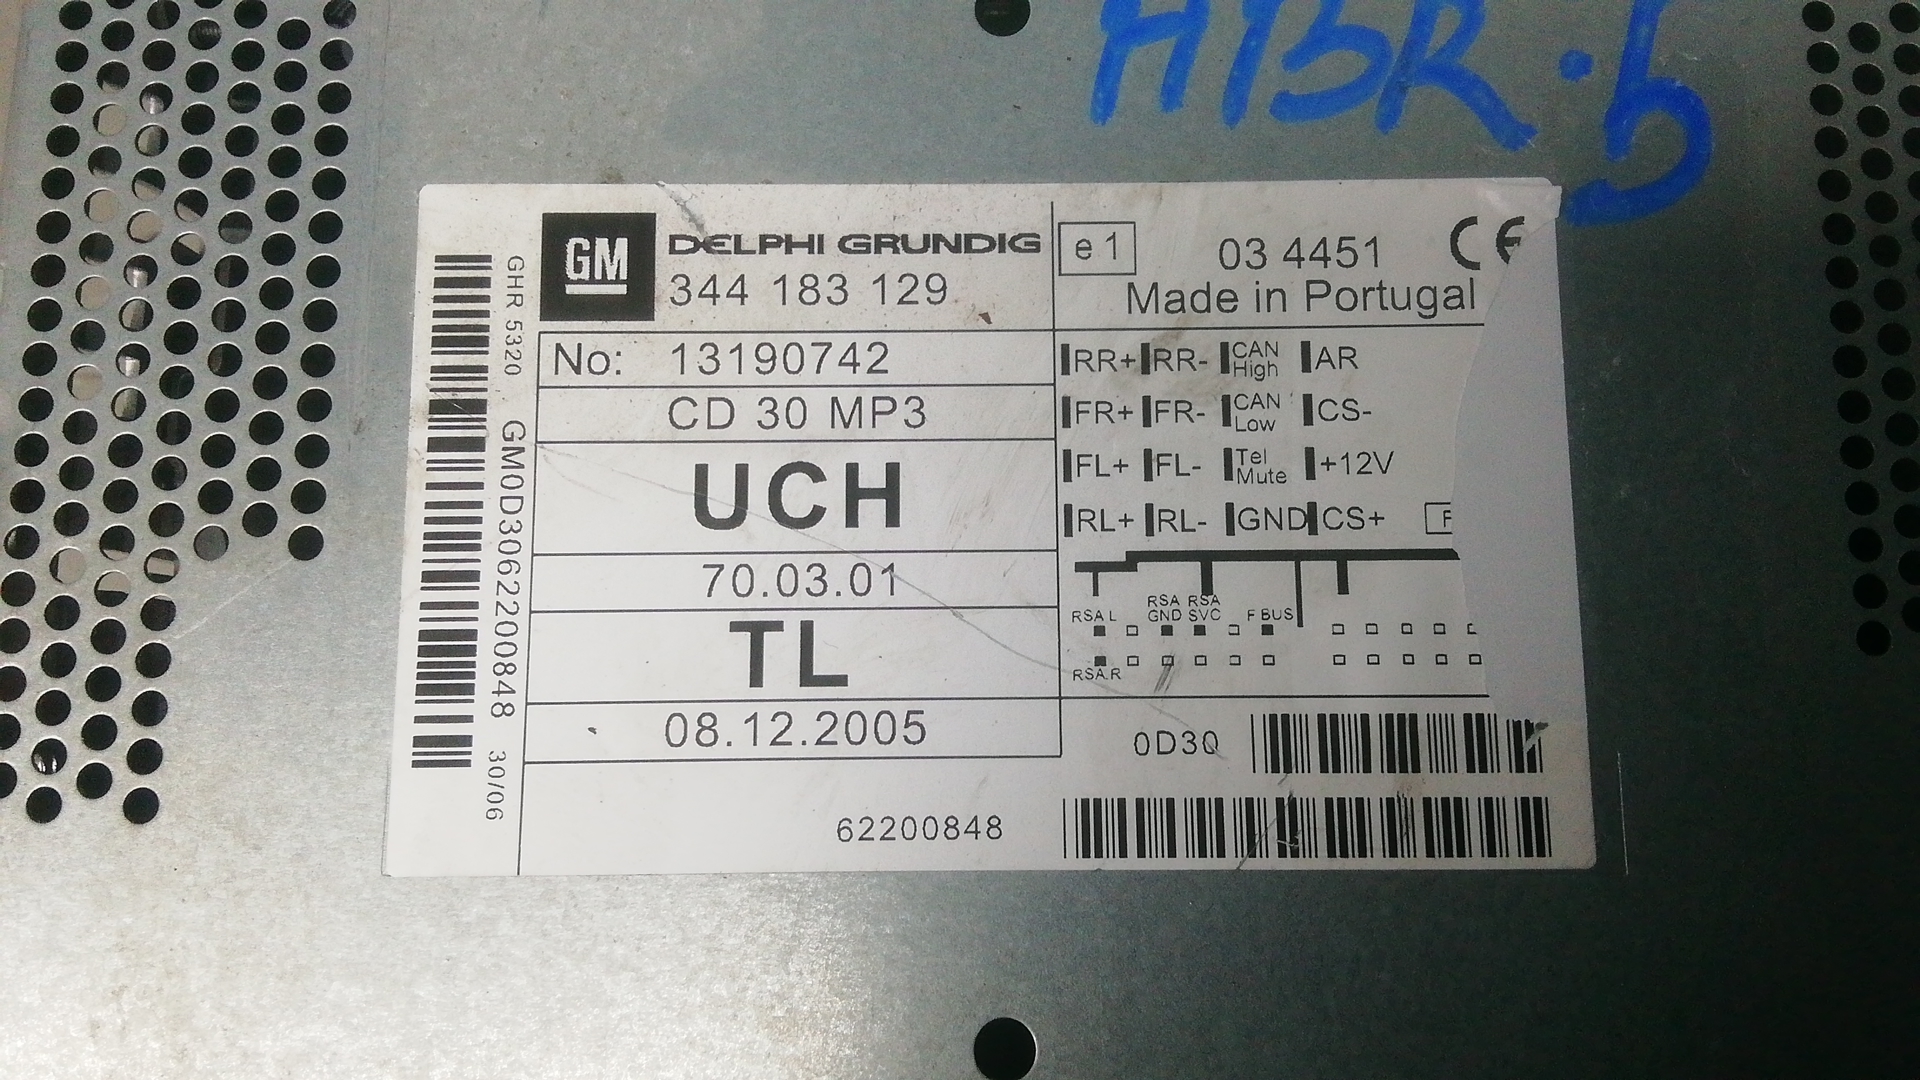 GM
DELPHI GRUNDIG
344 183 129
e1
03 4451
CE
Made in Portugal
GHR 5320 GM0D3062200848 30/06
No: 13190742
CD 30 MP3
UCH
70.03.01
TL
08.12.2005
62200848
RR+ RR- CAN High AR
FR+ FR- CAN Low CS-
FL+ FL- Tel Mute +12V
RL+ RL- GND CS+ F
RSA L RSA GND RSA SVC F BUS
RSA R
0D30